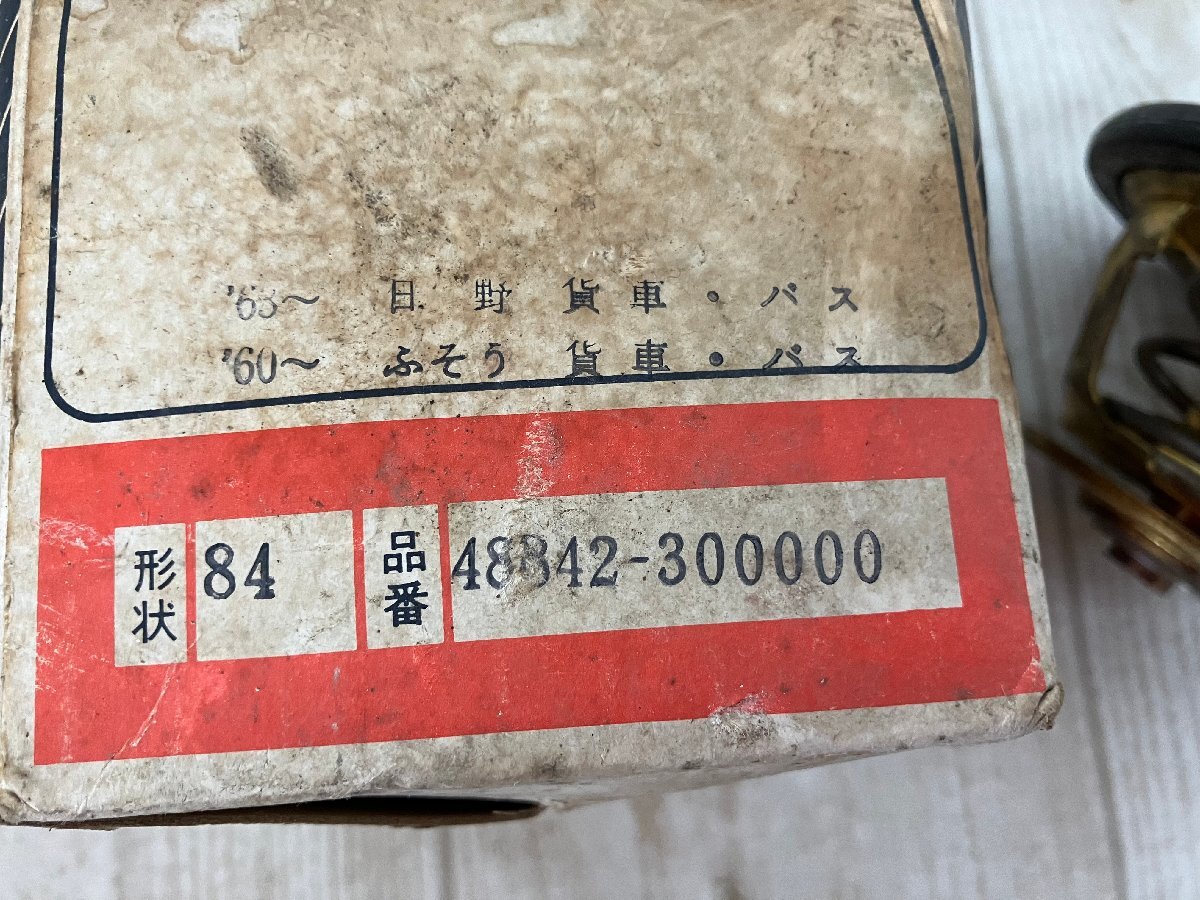 '63～ 日野 貨車・バス
'60～ ふそう 貨車・バス
形状 84 品番 48842-300000